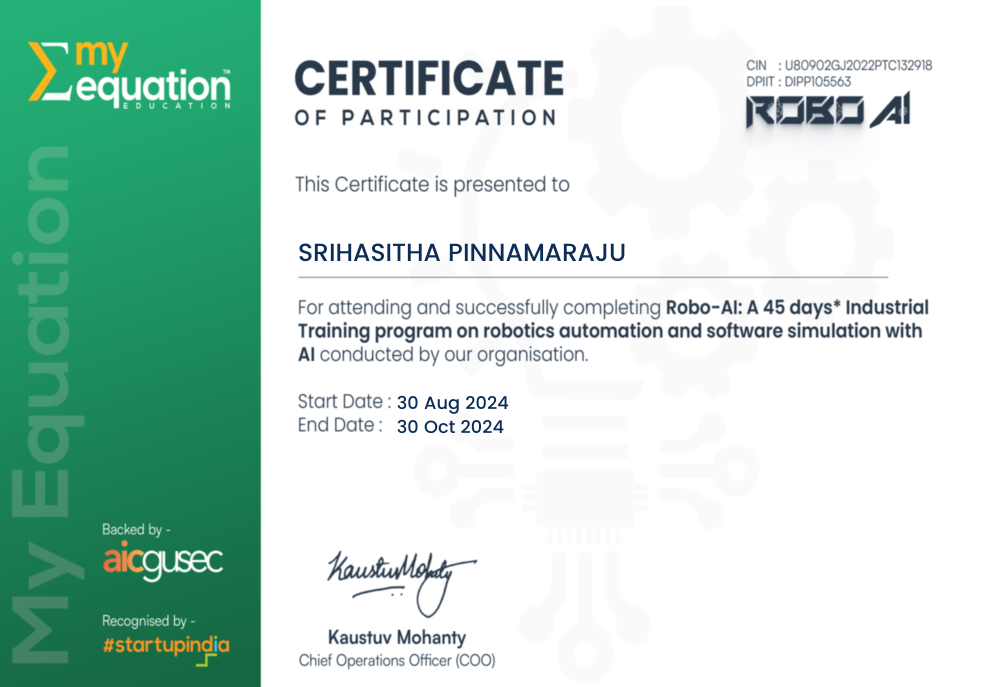 my
equation™
EDUCATION
My Equation
Backed by -
aicgusec
Recognised by -
#startupindia
CERTIFICATE
OF PARTICIPATION
CIN : U80902GJ2022PTC132918
DPIIT : DIPP105563
ROBO AI
This Certificate is presented to
SRIHASITHA PINNAMARAJU
For attending and successfully completing Robo-AI: A 45 days* Industrial
Training program on robotics automation and software simulation with
AI conducted by our organisation.
Start Date : 30 Aug 2024
End Date : 30 Oct 2024
Kaustuv Mohanty
Kaustuv Mohanty
Chief Operations Officer (COO)